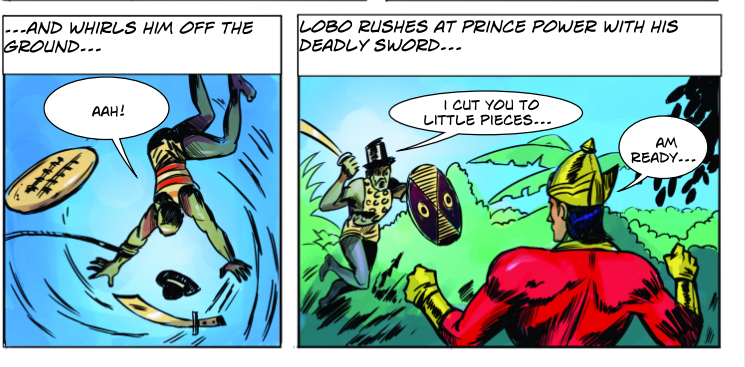 ...AND WHIRLS HIM OFF THE
GROUND...
AAH!
LOBO RUSHES AT PRINCE POWER WITH HIS
DEADLY SWORD...
I CUT YOU TO
LITTLE PIECES...
AM
READY...